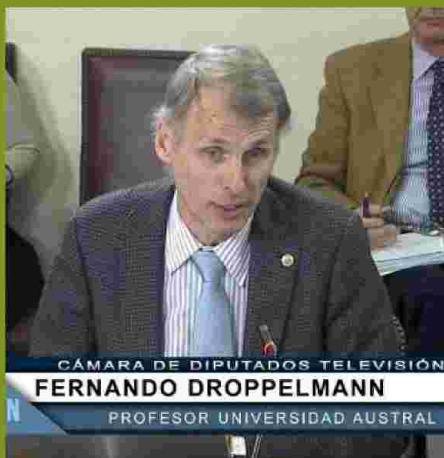 CÁMARA DE DIPUTADOS TELEVISIÓN
FERNANDO DROPPELMANN
N
PROFESOR UNIVERSIDAD AUSTRAL